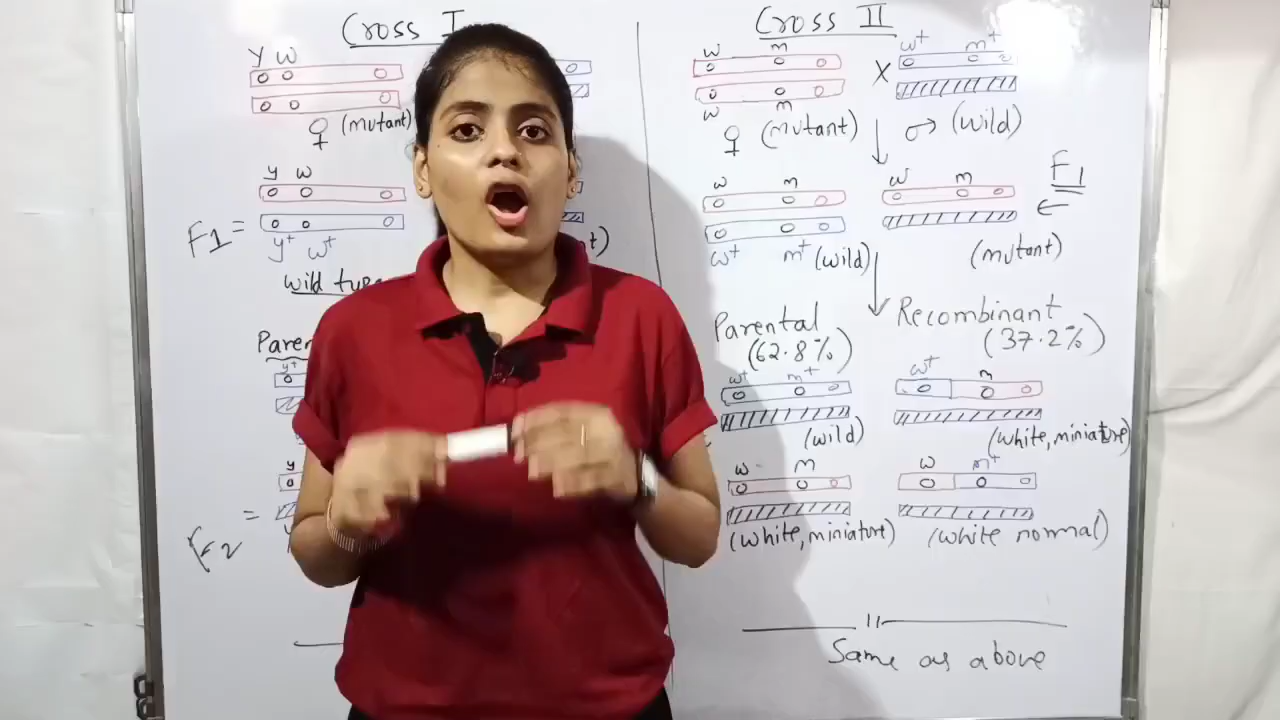 Cross I
y w
♀ (mutant)
y w
F1 =
y+ w+
wild type
y+
y
F2 =
Cross II
w m
w m
♀ (mutant)
X
w+ m+
♂ (wild)
w m
w+ m+ (wild)
w m
F1
(mutant)
Parental
(62.8%)
w+ m+
(wild)
w m
(white, miniature)
Recombinant
(37.2%)
w+ m
(white, miniature)
w m+
(white normal)
11
Same as above